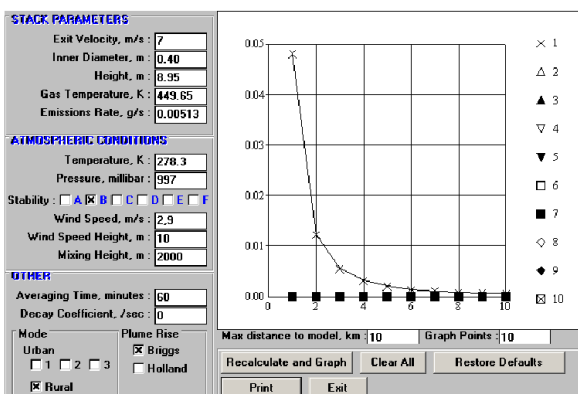 STACK PARAMETERS
Exit Velocity, m/s : 7
Inner Diameter, m : 0.40
Height, m : 8.95
Gas Temperature, K : 449.65
Emissions Rate, g/s : 0.00513
ATMOSPHERIC CONDITIONS
Temperature, K : 278.3
Pressure, millibar : 997
Stability : A B C D E F
Wind Speed, m/s : 2,9
Wind Speed Height, m : 10
Mixing Height, m : 2000
OTHER
Averaging Time, minutes : 60
Decay Coefficient, /sec : 0
Mode
Urban
1 2 3
Rural
Plume Rise
Briggs
Holland
0.05
0.04
0.03
0.02
0.01
0.00
0 2 4 6 8 10
1
2
3
4
5
6
7
8
9
10
Max distance to model, km : 10 Graph Points : 10
Recalculate and Graph Clear All Restore Defaults
Print Exit